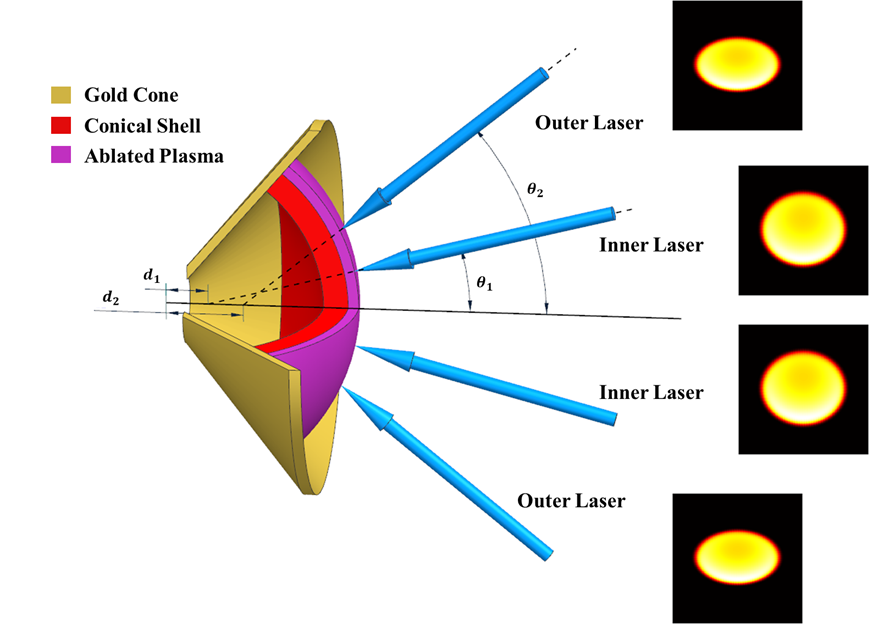 Gold Cone
Conical Shell
Ablated Plasma
Outer Laser
θ₂
Inner Laser
d₁
θ₁
d₂
Inner Laser
Outer Laser